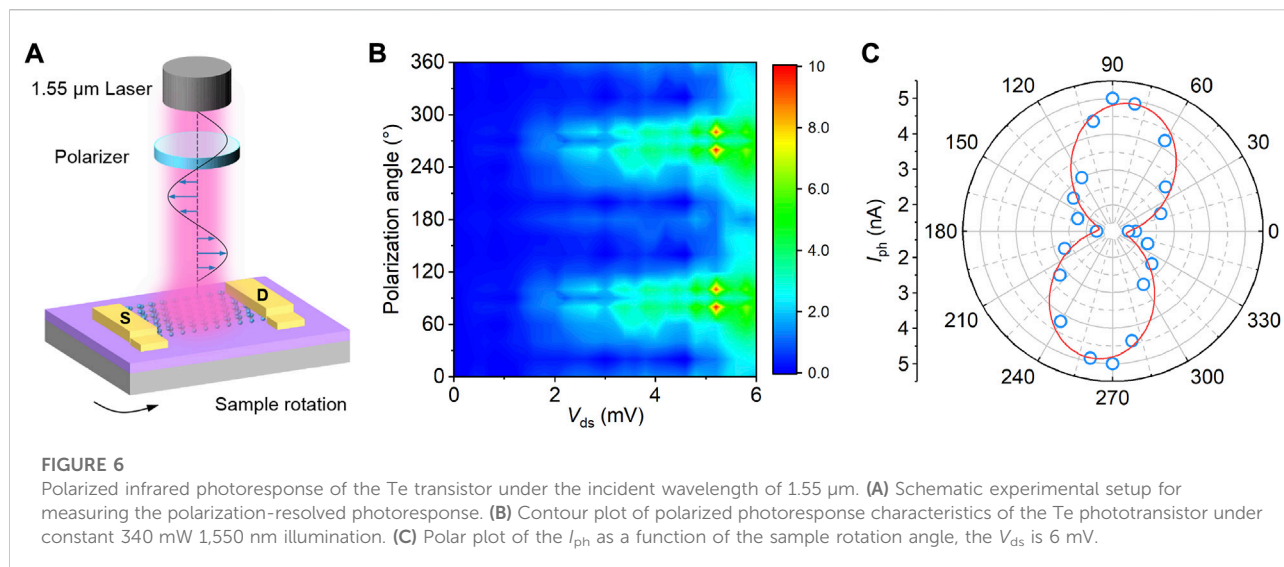 A
1.55 μm Laser
Polarizer
S
D
Sample rotation
B
Polarization angle (°)
360
300
240
180
120
60
0
0 2 4 6
V_ds (mV)
10
8.0
6.0
4.0
2.0
0.0
C
I_ph (nA)
5
4
3
2
2
3
4
5
90
120 60
150 30
180 0
210 330
240 300
270
FIGURE 6
Polarized infrared photoresponse of the Te transistor under the incident wavelength of 1.55 μm. (A) Schematic experimental setup for
measuring the polarization-resolved photoresponse. (B) Contour plot of polarized photoresponse characteristics of the Te phototransistor under
constant 340 mW 1,550 nm illumination. (C) Polar plot of the I_ph as a function of the sample rotation angle, the V_ds is 6 mV.